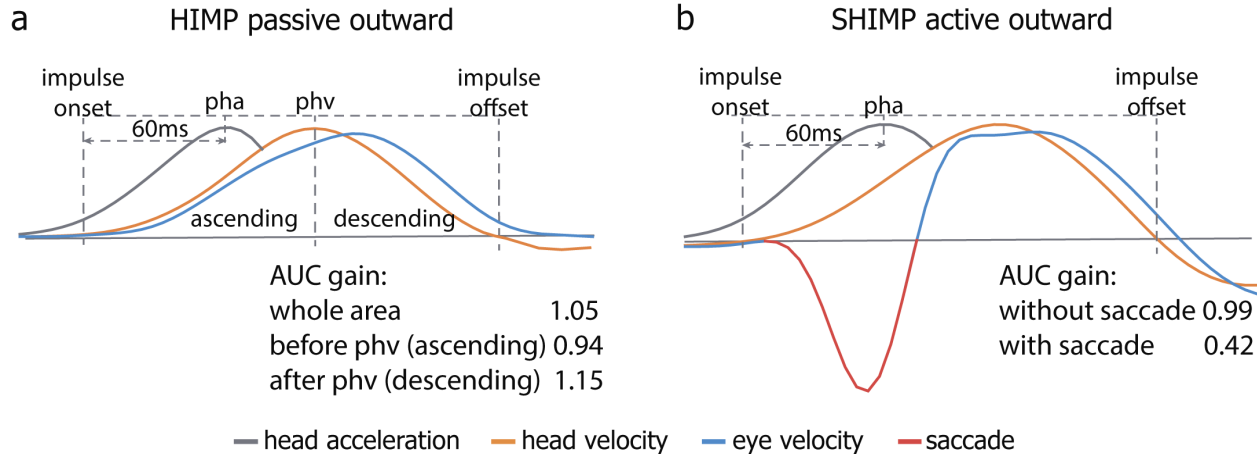 a
HIMP passive outward
impulse
onset
pha
phv
impulse
offset
60ms
ascending
descending
AUC gain:
whole area 1.05
before phv (ascending) 0.94
after phv (descending) 1.15
b
SHIMP active outward
impulse
onset
pha
impulse
offset
60ms
AUC gain:
without saccade 0.99
with saccade 0.42
head acceleration
head velocity
eye velocity
saccade